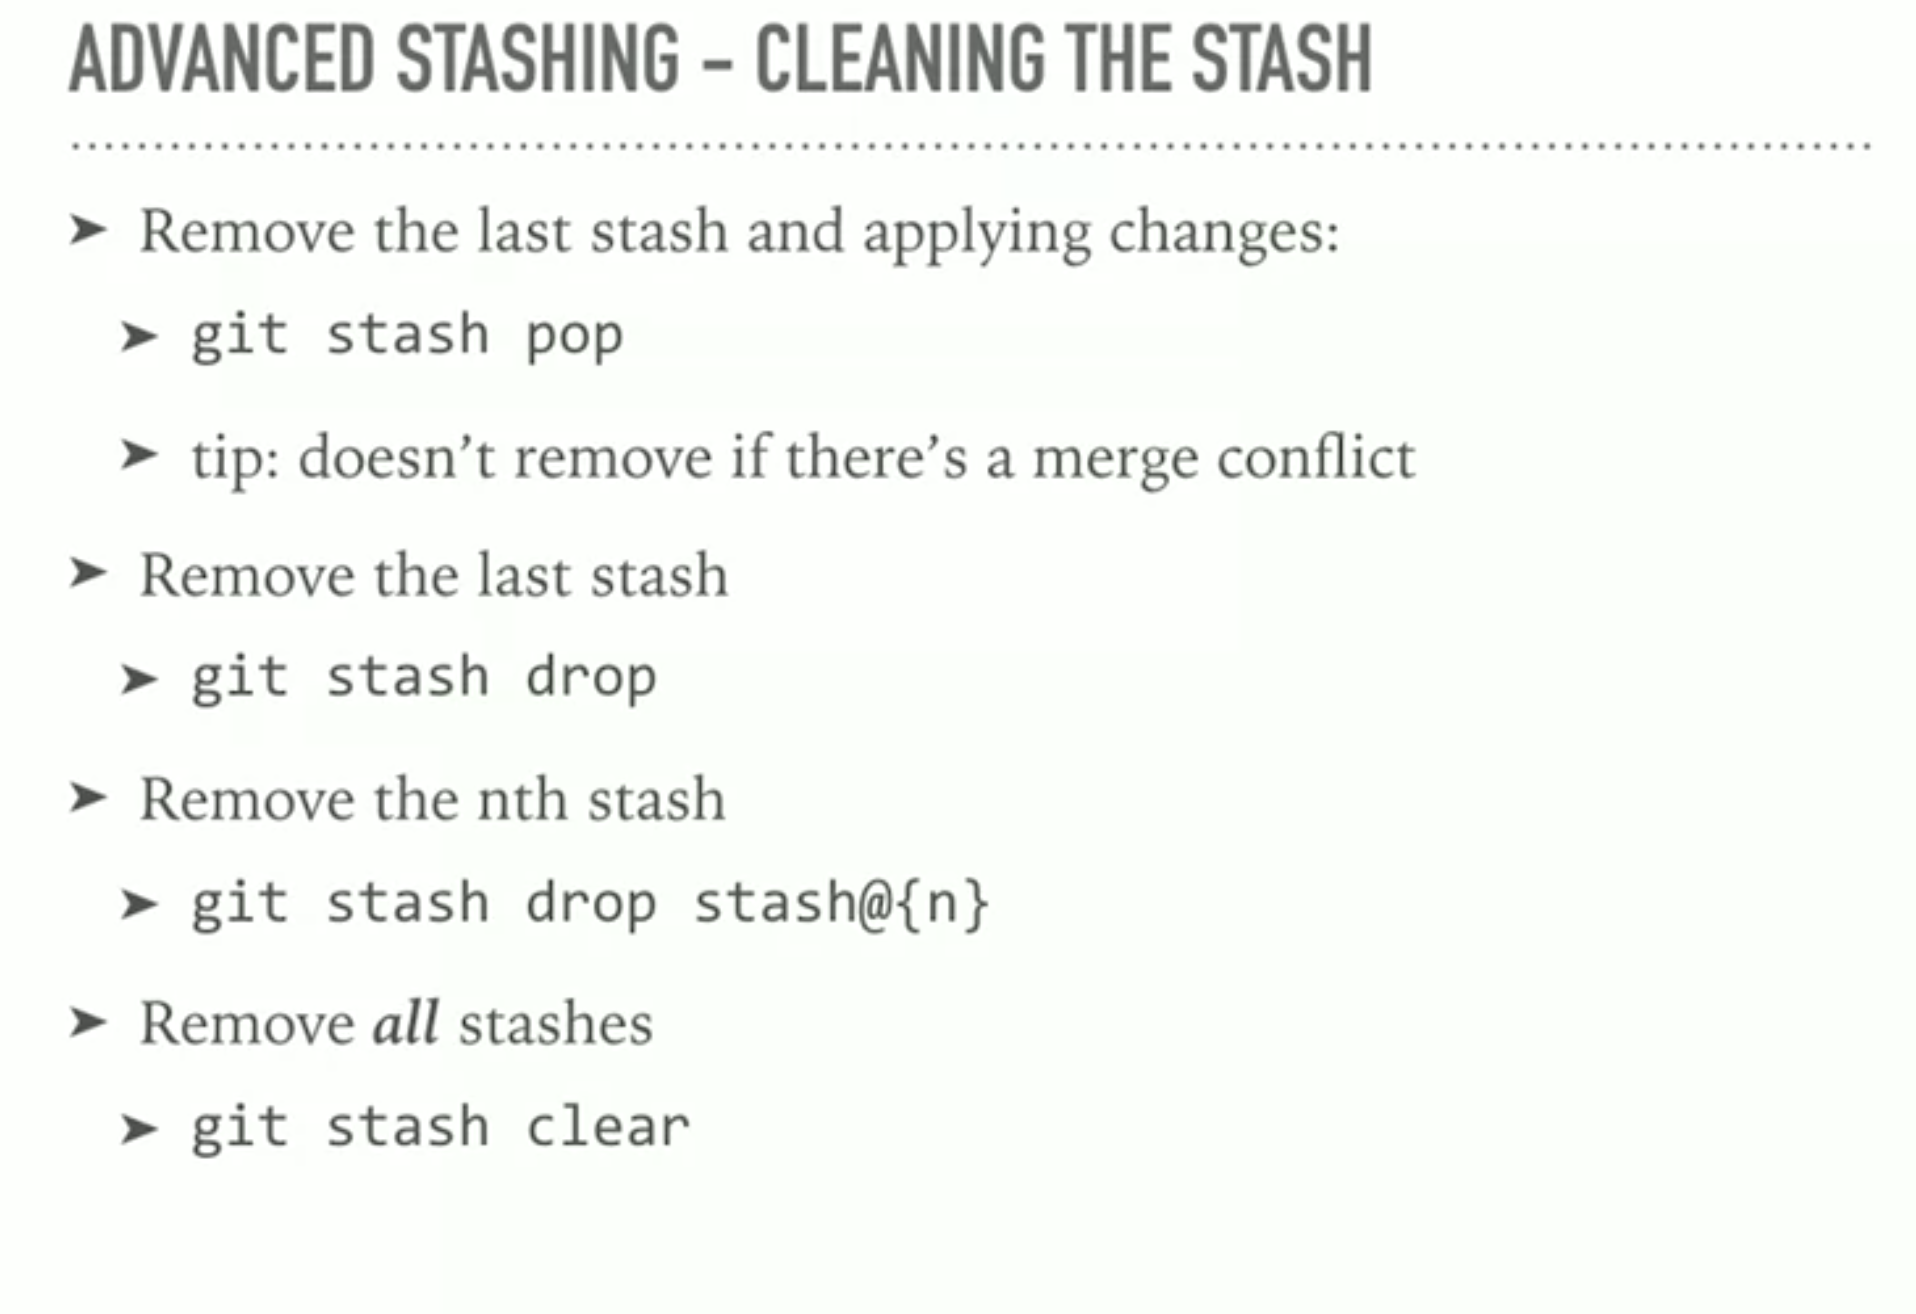 ADVANCED STASHING – CLEANING THE STASH
➤ Remove the last stash and applying changes:
➤ git stash pop
➤ tip: doesn’t remove if there’s a merge conflict
➤ Remove the last stash
➤ git stash drop
➤ Remove the nth stash
➤ git stash drop stash@{n}
➤ Remove all stashes
➤ git stash clear